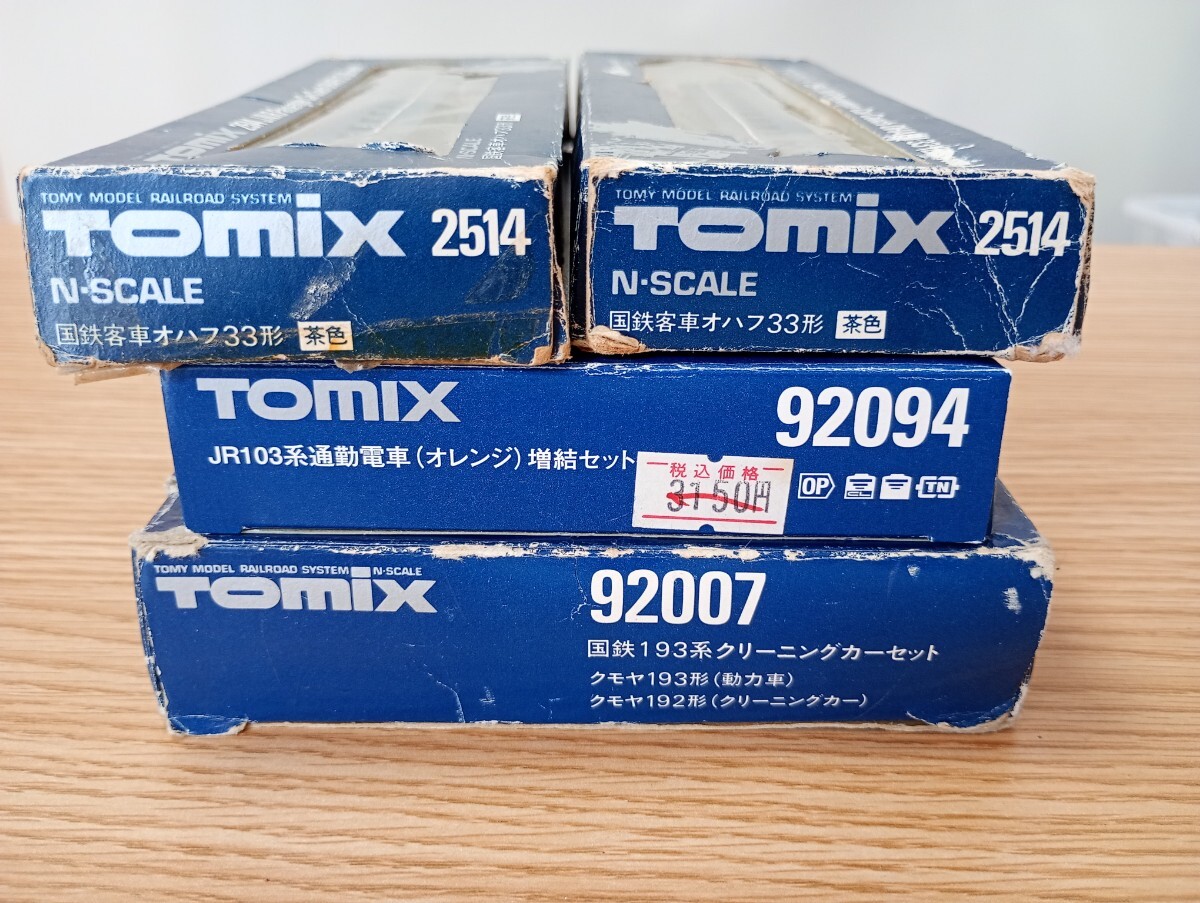 N-SCALE
TOMY MODEL RAILROAD SYSTEM
TOMIX 2514
N·SCALE
国鉄客車オハフ33形 茶色
TOMY MODEL RAILROAD SYSTEM
TOMIX 2514
N·SCALE
国鉄客車オハフ33形 茶色
TOMIX 92094
JR103系通勤電車(オレンジ)増結セット
税込価格
3150円
OP TN
TOMY MODEL RAILROAD SYSTEM N·SCALE
TOMIX 92007
国鉄193系クリーニングカーセット
クモヤ193形(動力車)
クモヤ192形(クリーニングカー)